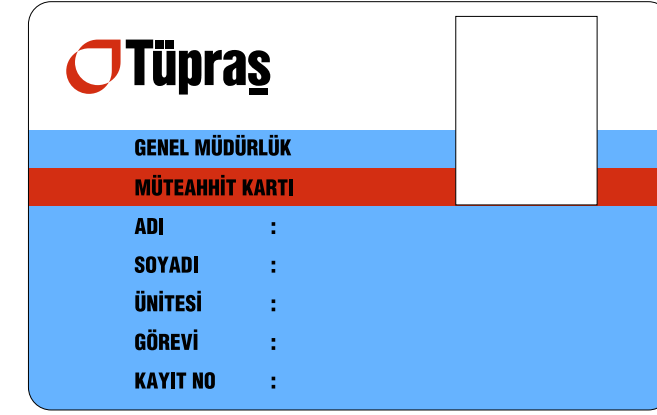 Tüpraş
GENEL MÜDÜRLÜK
MÜTEAHHİT KARTI
ADI :
SOYADI :
ÜNİTESİ :
GÖREVİ :
KAYIT NO :